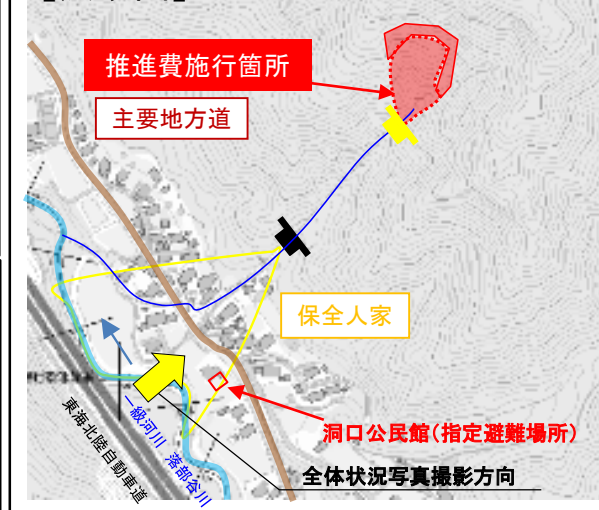 推進費施行箇所
主要地方道
保全人家
洞口公民館(指定避難場所)
全体状況写真撮影方向
一級河川 落部谷川
東海北陸自動車道